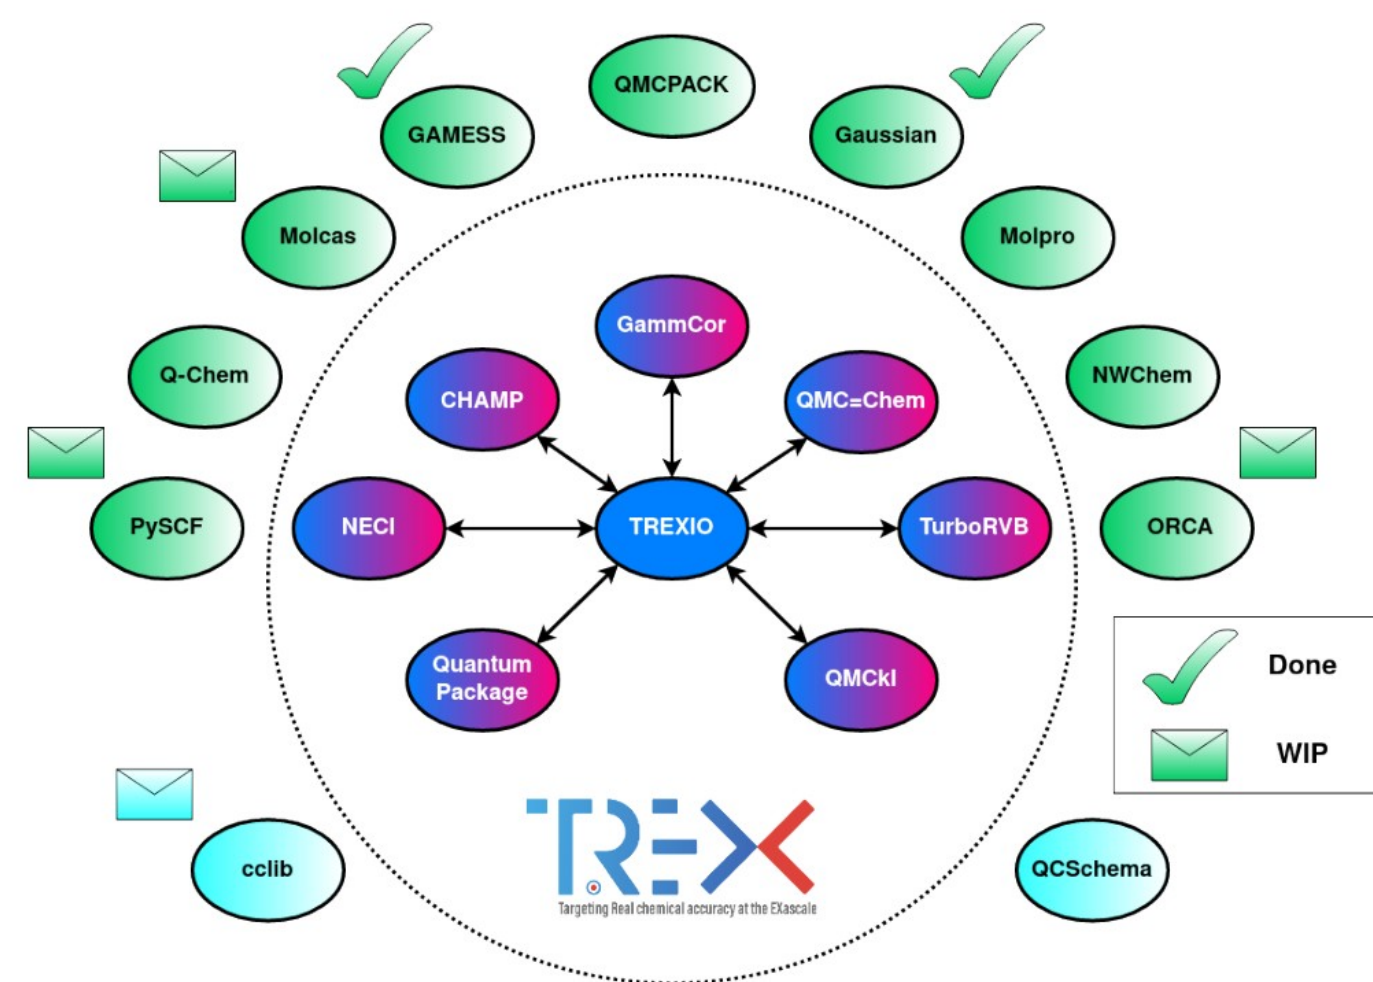 QMCPACK
GAMESS
Gaussian
Molcas
Molpro
GammCor
Q-Chem
NWChem
CHAMP
QMC=Chem
PySCF
NECI
TREXIO
TurboRVB
ORCA
Quantum
Package
QMCkl
Done
WIP
TREX
Targeting Real chemical accuracy at the EXascale
cclib
QCSchema